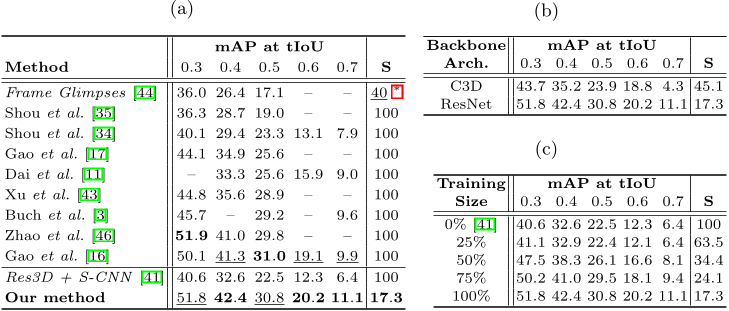 (a)
mAP at tIoU
Method 0.3 0.4 0.5 0.6 0.7 S
Frame Glimpses [44] 36.0 26.4 17.1 – – 40 *
Shou et al. [35] 36.3 28.7 19.0 – – 100
Shou et al. [34] 40.1 29.4 23.3 13.1 7.9 100
Gao et al. [17] 44.1 34.9 25.6 – – 100
Dai et al. [11] – 33.3 25.6 15.9 9.0 100
Xu et al. [43] 44.8 35.6 28.9 – – 100
Buch et al. [3] 45.7 – 29.2 – 9.6 100
Zhao et al. [46] 51.9 41.0 29.8 – – 100
Gao et al. [16] 50.1 41.3 31.0 19.1 9.9 100
Res3D + S-CNN [41] 40.6 32.6 22.5 12.3 6.4 100
Our method 51.8 42.4 30.8 20.2 11.1 17.3
(b)
Backbone mAP at tIoU
Arch. 0.3 0.4 0.5 0.6 0.7 S
C3D 43.7 35.2 23.9 18.8 4.3 45.1
ResNet 51.8 42.4 30.8 20.2 11.1 17.3
(c)
Training mAP at tIoU
Size 0.3 0.4 0.5 0.6 0.7 S
0% [41] 40.6 32.6 22.5 12.3 6.4 100
25% 41.1 32.9 22.4 12.1 6.4 63.5
50% 47.5 38.3 26.1 16.6 8.1 34.4
75% 50.2 41.0 29.5 18.1 9.4 24.1
100% 51.8 42.4 30.8 20.2 11.1 17.3